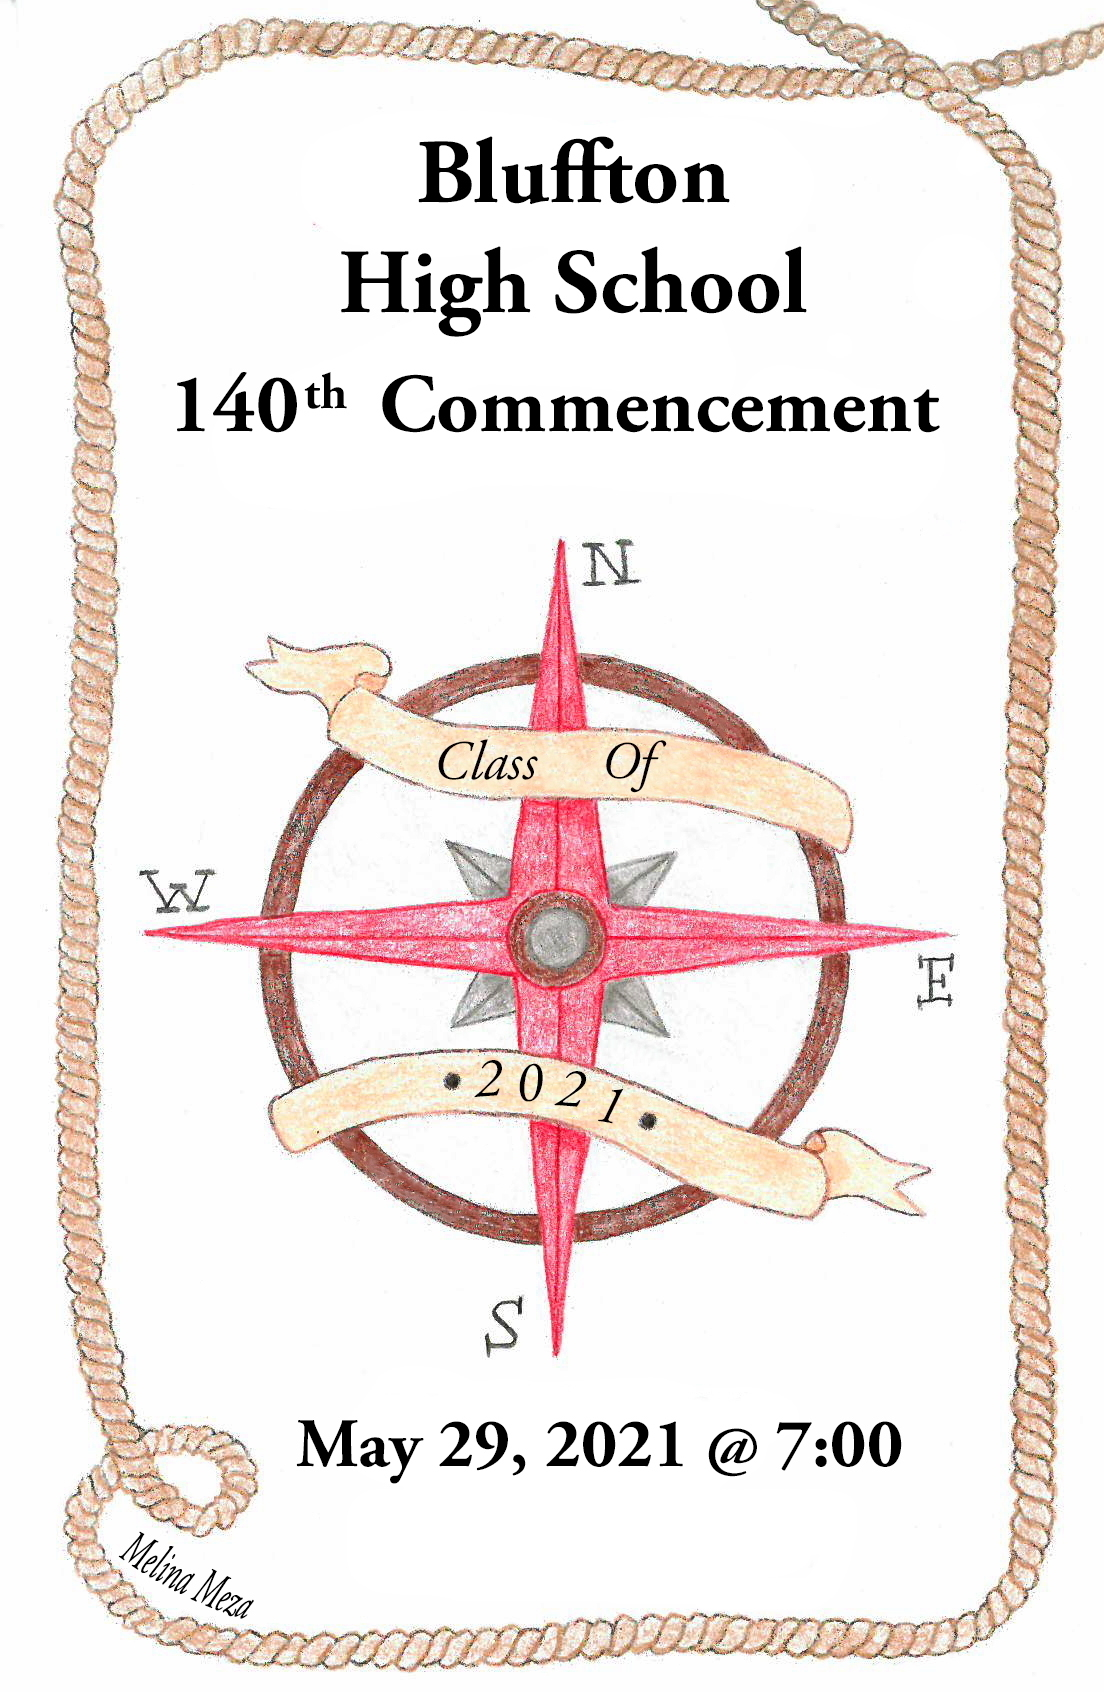 Bluffton
High School
140th Commencement
N
Class Of
W
E
• 2021 •
S
May 29, 2021 @ 7:00
Melina Meza